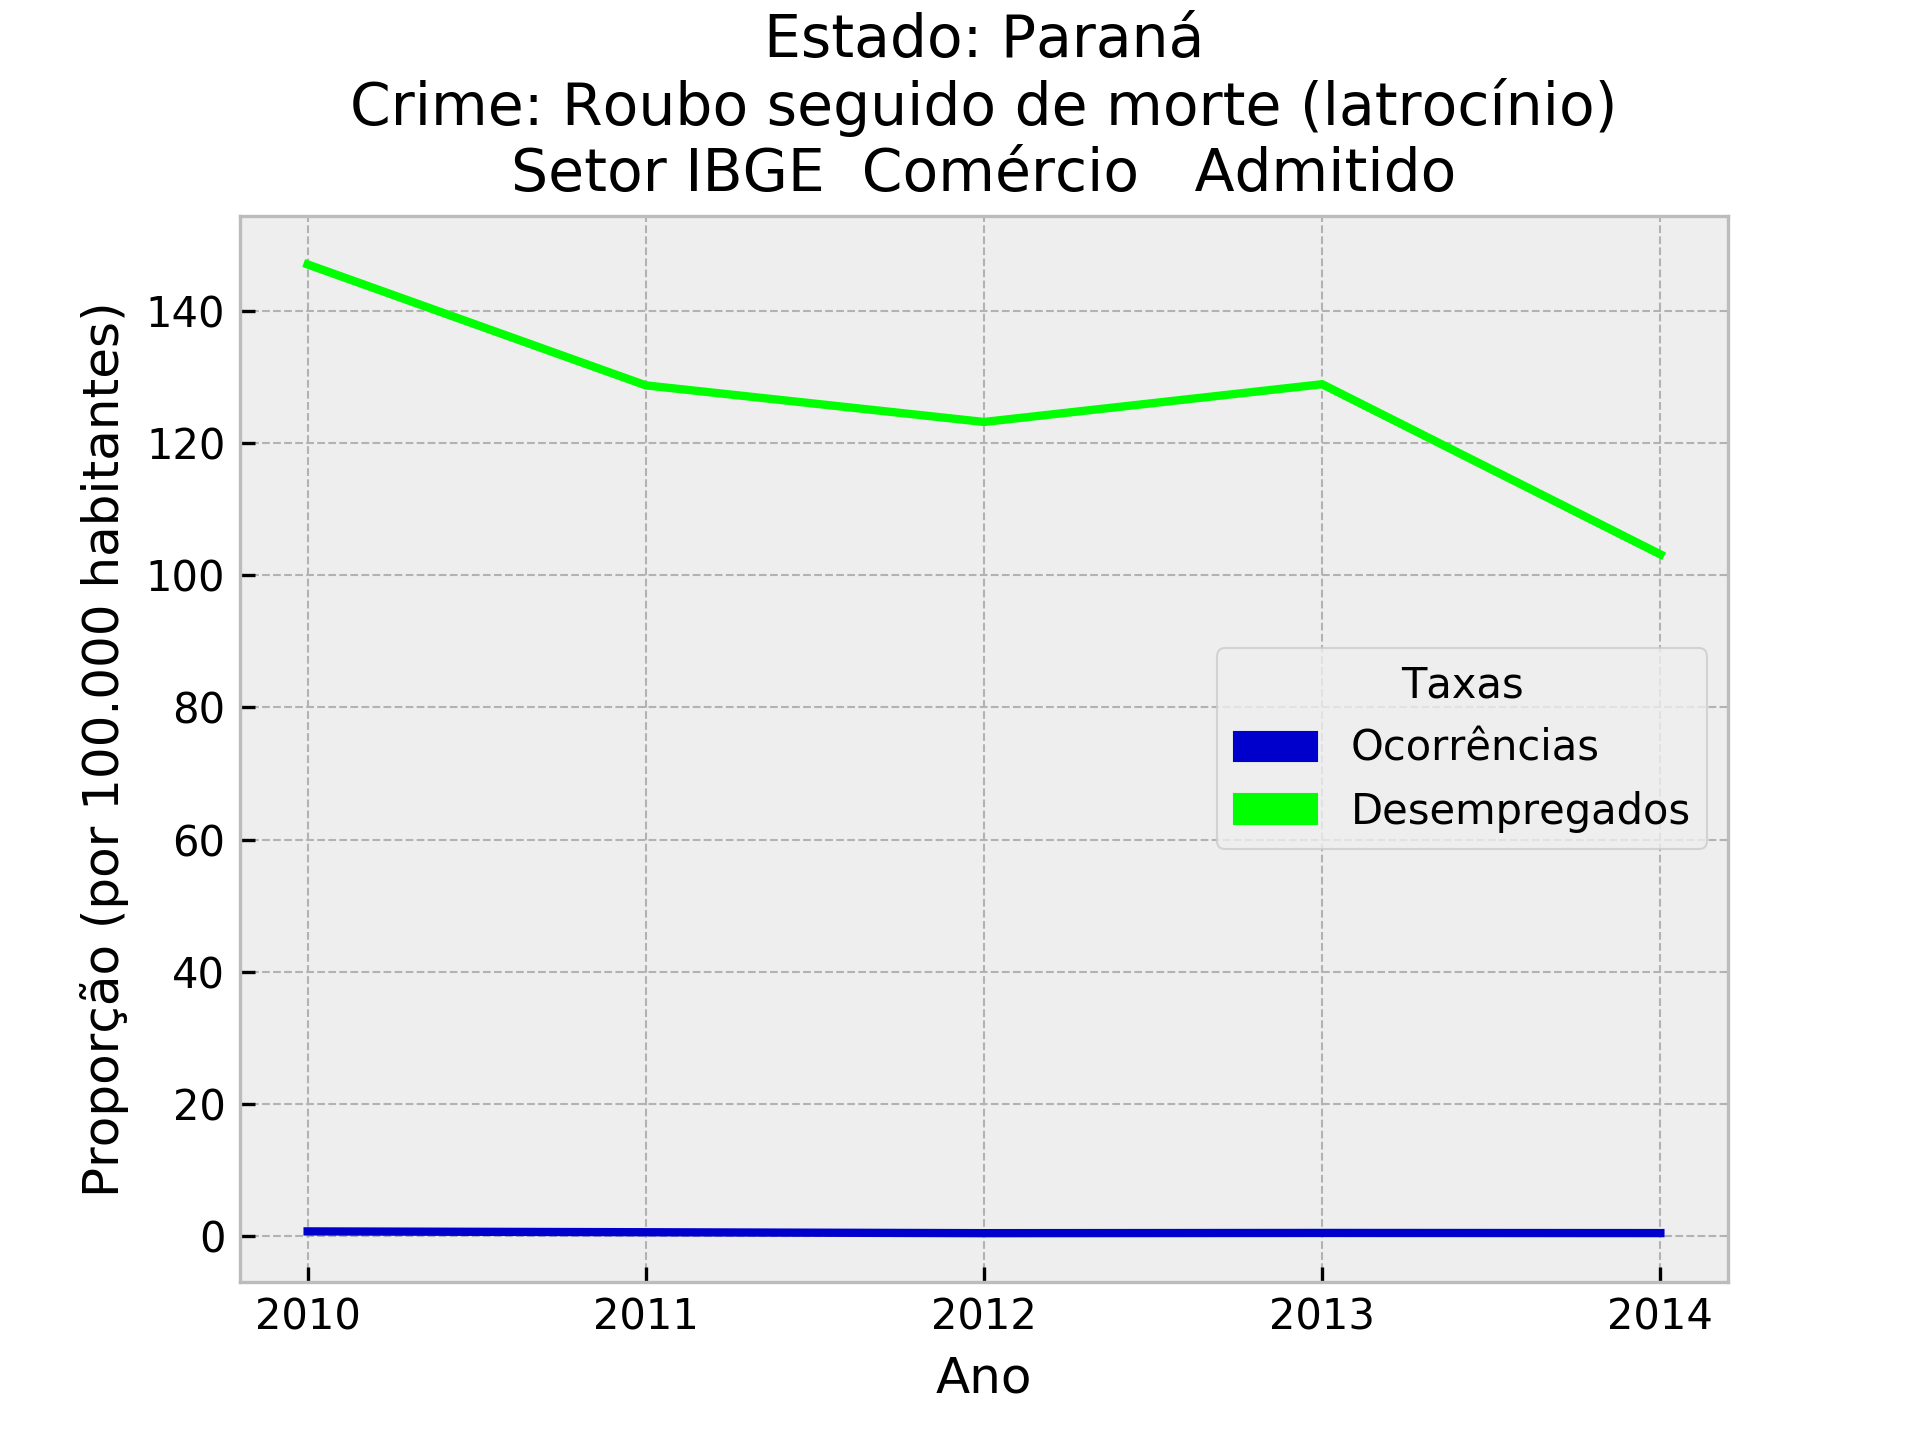 Estado: Paraná
Crime: Roubo seguido de morte (latrocínio)
Setor IBGE  Comércio   Admitido
Proporção (por 100.000 habitantes)
140
120
100
80
60
40
20
0
Taxas
Ocorrências
Desempregados
2010 2011 2012 2013 2014
Ano